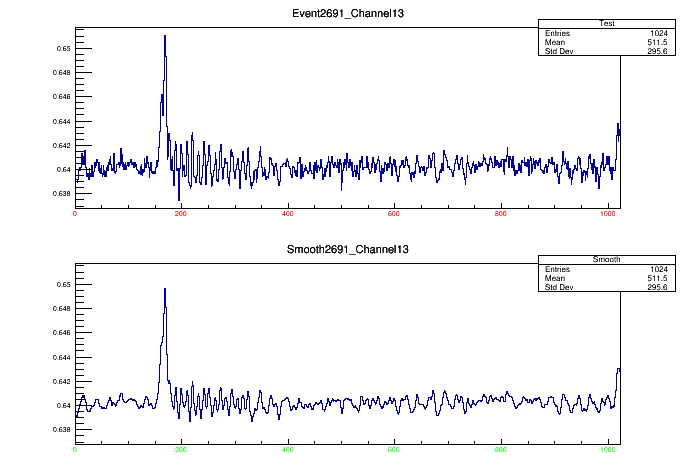 Event2691_Channel13
Test
Entries 1024
Mean 511.5
Std Dev 295.6
0.65
0.648
0.646
0.644
0.642
0.64
0.638
0 200 400 600 800 1000
Smooth2691_Channel13
Smooth
Entries 1024
Mean 511.5
Std Dev 295.6
0.65
0.648
0.646
0.644
0.642
0.64
0.638
0 200 400 600 800 1000